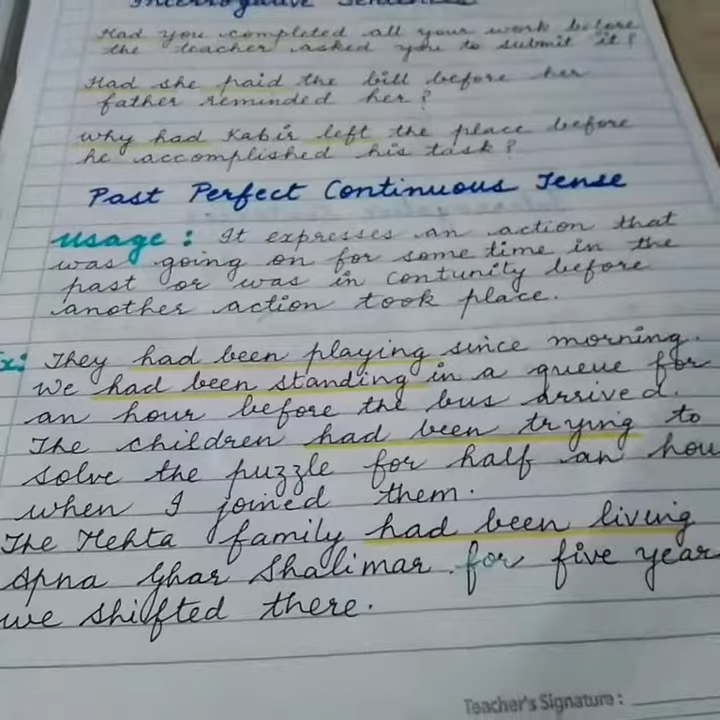 Interrogative Sentences
Had you completed all your work before
the teacher asked you to submit it?
Had she paid the bill before her
father reminded her?
Why had Kabir left the place before
he accomplished his task?
Past Perfect Continuous Tense
Usage: It expresses an action that
was going on for some time in the
past or was in contunity before
another action took place.
Ex: They had been playing since morning.
We had been standing in a queue for
an hour before the bus arrived.
The children had been trying to
solve the puzzle for half an hou
when I joined them.
The Mehta family had been living
Apna Ghar Shalimar for five year
we shifted there.
Teacher's Signature: